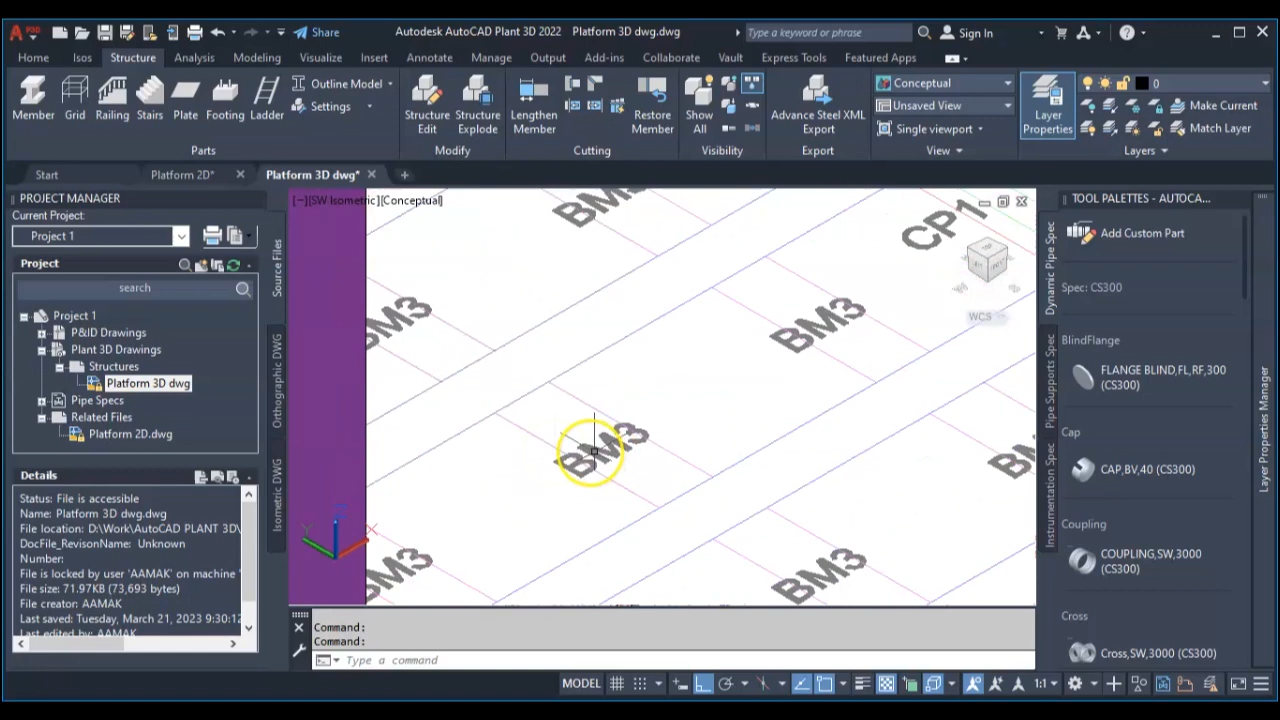 Share
Autodesk AutoCAD Plant 3D 2022 Platform 3D dwg.dwg
Type a keyword or phrase
Sign In
Home Isos Structure Analysis Modeling Visualize Insert Annotate Manage Output Add-ins Collaborate Vault Express Tools Featured Apps
Member Grid Railing Stairs Plate Footing Ladder
Outline Model
Settings
Parts
Structure Edit
Structure Explode
Modify
Lengthen Member
Restore Member
Cutting
Show All
Visibility
Advance Steel XML Export
Export
Conceptual
Unsaved View
Single viewport
View
Layer Properties
0
Make Current
Match Layer
Layers
Start Platform 2D* Platform 3D dwg*
PROJECT MANAGER
Current Project:
Project 1
Project
search
Project 1
P&ID Drawings
Plant 3D Drawings
Structures
Platform 3D dwg
Pipe Specs
Related Files
Platform 2D.dwg
Details
Status: File is accessible
Name: Platform 3D dwg.dwg
File location: D:\Work\AutoCAD PLANT 3D\
DocFile_RevisonName: Unknown
Number:
File is locked by user 'AAMAK' on machine '
File size: 71.97KB (73,693 bytes)
File creator: AAMAK
Last saved: Tuesday, March 21, 2023 9:30:12
Last edited by: AAMAK
Source Files
Orthographic DWG
Isometric DWG
[−][SW Isometric][Conceptual]
BM3
CP1
BM3
BM3
BM3
BM3
BM3
BM3
WCS
X
Y
Z
Command:
Command:
Type a command
TOOL PALETTES - AUTOCA...
Add Custom Part
Spec: CS300
BlindFlange
FLANGE BLIND,FL,RF,300
(CS300)
Cap
CAP,BV,40 (CS300)
Coupling
COUPLING,SW,3000
(CS300)
Cross
Cross,SW,3000 (CS300)
Dynamic Pipe Spec
Pipe Supports Spec
Instrumentation Spec
Layer Properties Manager
MODEL
1:1